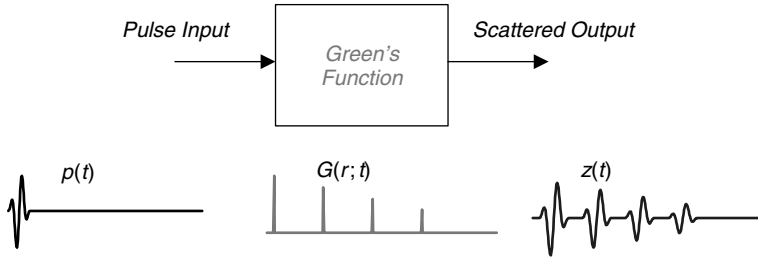 Pulse Input
Green's
Function
Scattered Output
p(t)
G(r; t)
z(t)